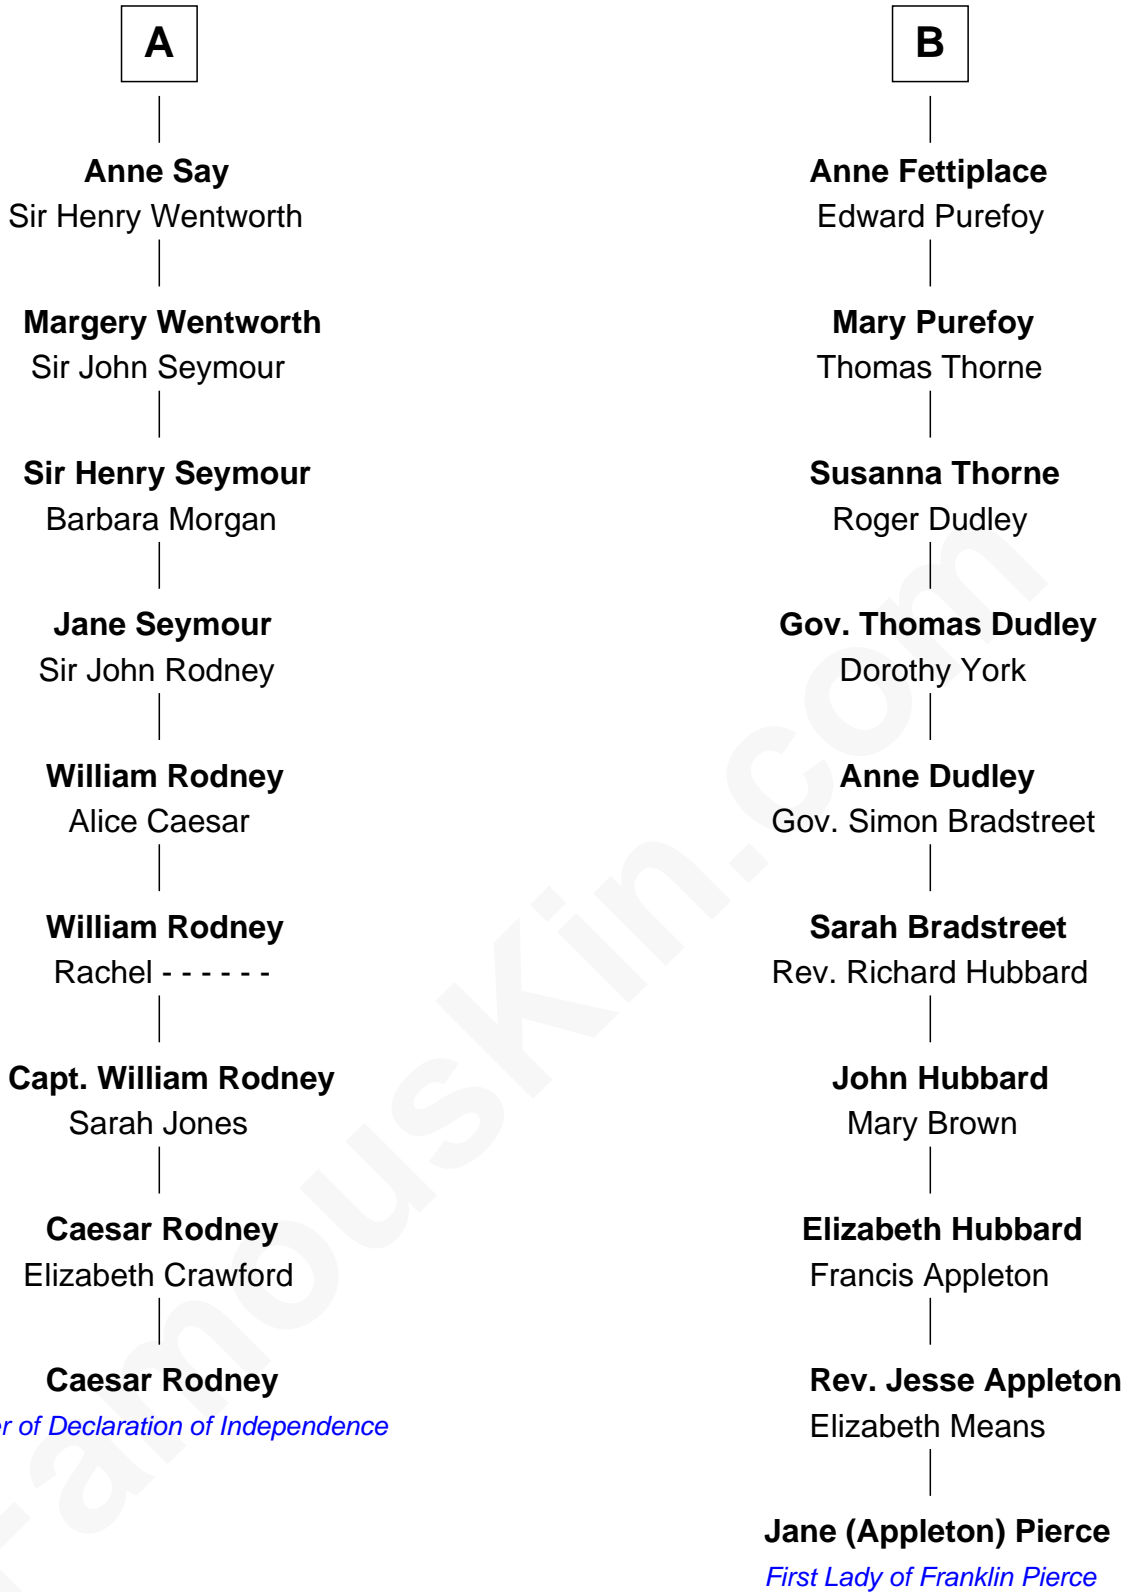 A
Anne Say
Sir Henry Wentworth
Margery Wentworth
Sir John Seymour
Sir Henry Seymour
Barbara Morgan
Jane Seymour
Sir John Rodney
William Rodney
Alice Caesar
William Rodney
Rachel - - - - - -
Capt. William Rodney
Sarah Jones
Caesar Rodney
Elizabeth Crawford
Caesar Rodney
of Declaration of Independence
B
Anne Fettiplace
Edward Purefoy
Mary Purefoy
Thomas Thorne
Susanna Thorne
Roger Dudley
Gov. Thomas Dudley
Dorothy York
Anne Dudley
Gov. Simon Bradstreet
Sarah Bradstreet
Rev. Richard Hubbard
John Hubbard
Mary Brown
Elizabeth Hubbard
Francis Appleton
Rev. Jesse Appleton
Elizabeth Means
Jane (Appleton) Pierce
First Lady of Franklin Pierce
FamousKin.com